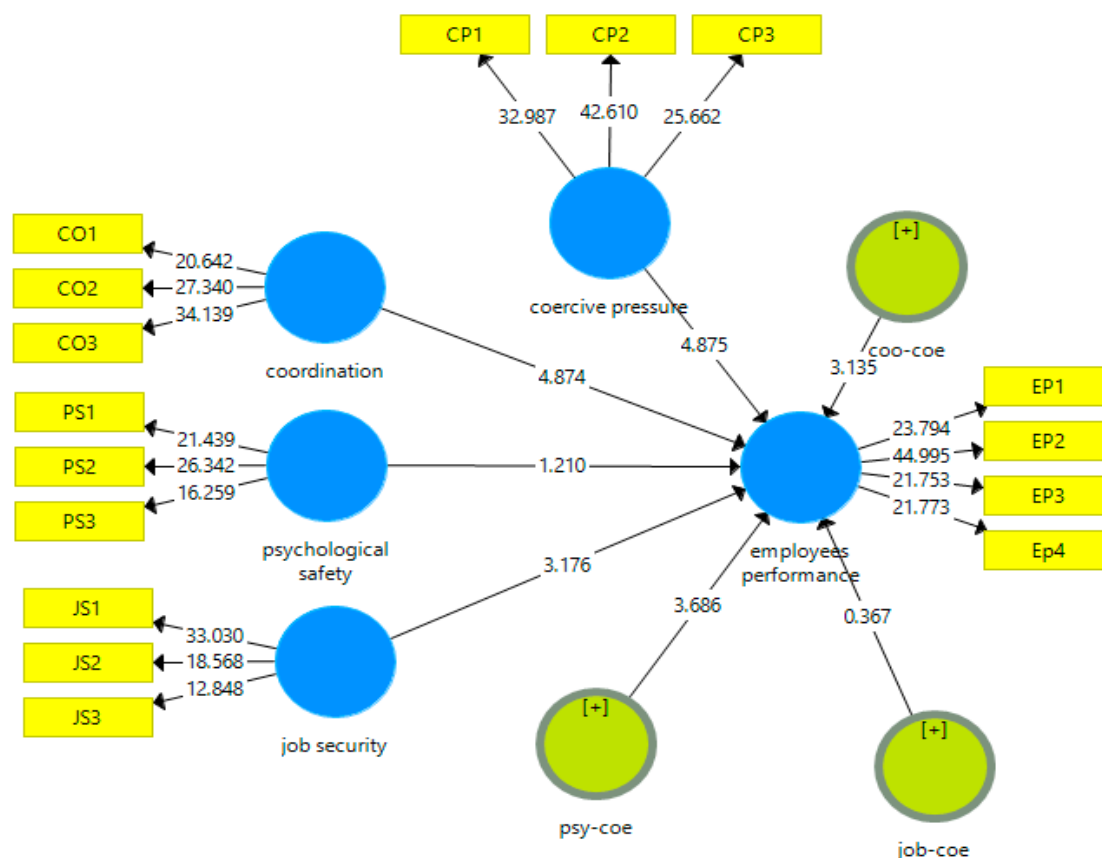 CP1
CP2
CP3
32.987
42.610
25.662
coercive pressure
4.875
CO1
CO2
CO3
20.642
27.340
34.139
coordination
4.874
[+]
coo-coe
3.135
PS1
PS2
PS3
21.439
26.342
16.259
psychological
safety
1.210
EP1
EP2
EP3
Ep4
23.794
44.995
21.753
21.773
employees
performance
JS1
JS2
JS3
33.030
18.568
12.848
job security
3.176
3.686
[+]
psy-coe
0.367
[+]
job-coe